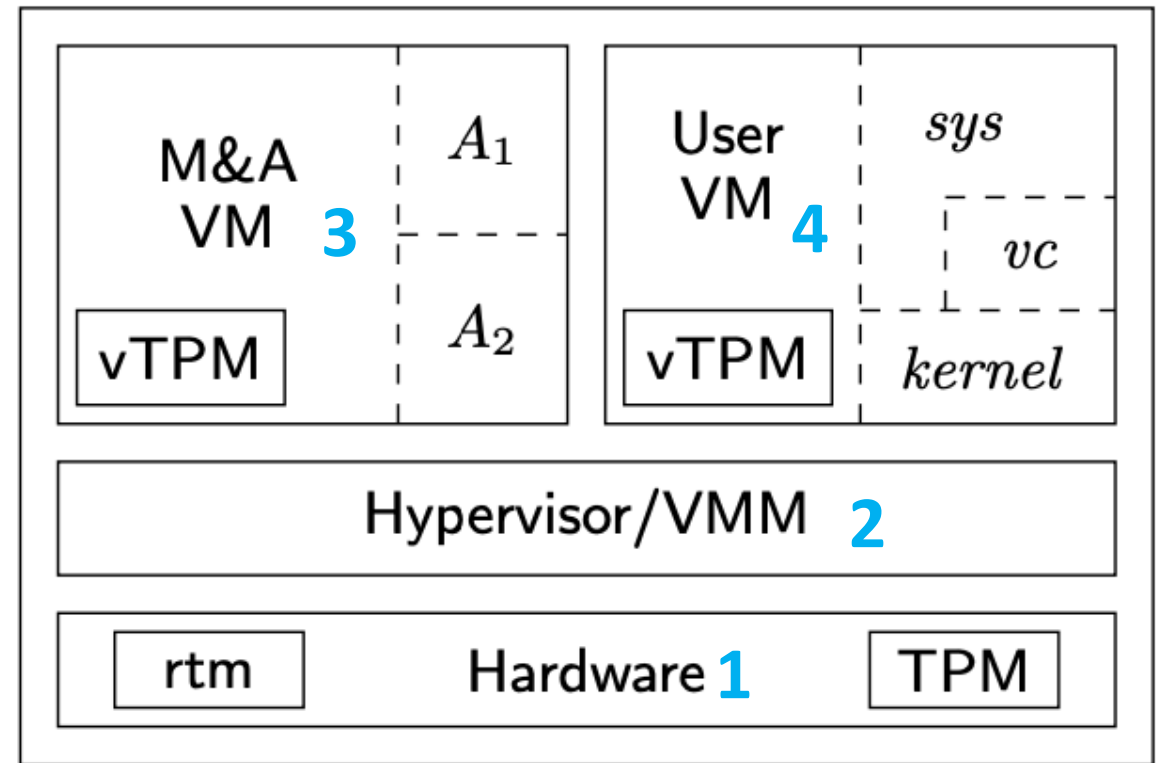 M&A
VM 3
vTPM
A₁
A₂
User
VM 4
vTPM
sys
vc
kernel
Hypervisor/VMM 2
rtm
Hardware 1
TPM